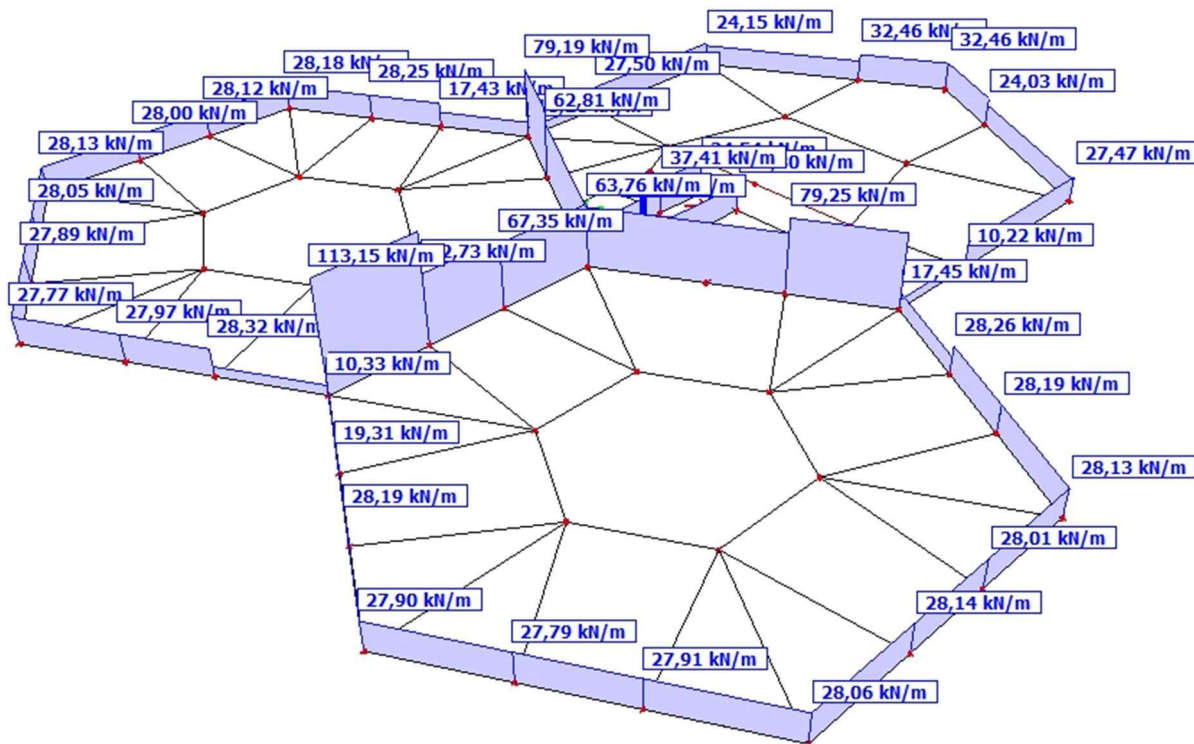 24,15 kN/m
32,46 kN/m
32,46 kN/m
79,19 kN/m
27,50 kN/m
28,18 kN/m
28,25 kN/m
24,03 kN/m
28,12 kN/m
17,43 kN/m
62,81 kN/m
28,00 kN/m
28,13 kN/m
27,47 kN/m
37,41 kN/m
28,05 kN/m
63,76 kN/m
79,25 kN/m
67,35 kN/m
27,89 kN/m
10,22 kN/m
113,15 kN/m
2,73 kN/m
17,45 kN/m
27,77 kN/m
27,97 kN/m
28,32 kN/m
28,26 kN/m
10,33 kN/m
28,19 kN/m
19,31 kN/m
28,13 kN/m
28,19 kN/m
28,01 kN/m
27,90 kN/m
28,14 kN/m
27,79 kN/m
27,91 kN/m
28,06 kN/m